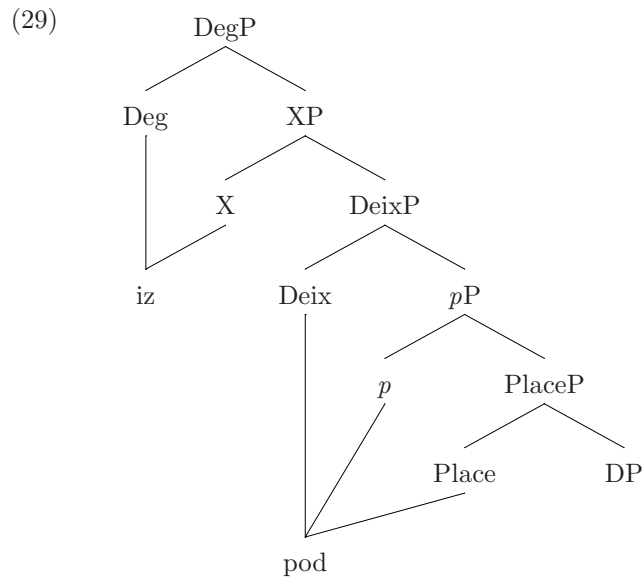 (29)
DegP
Deg XP
X DeixP
iz Deix pP
p PlaceP
Place DP
pod